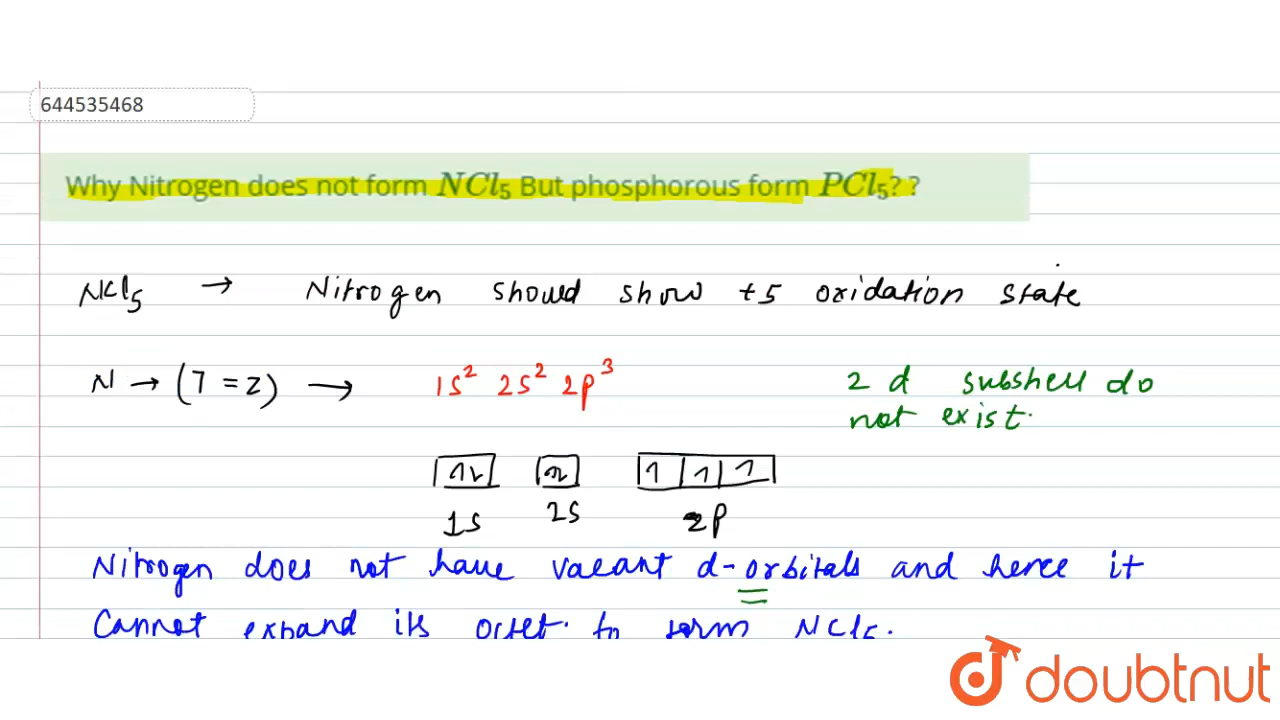 644535468
Why Nitrogen does not form NCl5 But phosphorous form PCl5? ?
NCl5 → Nitrogen should show +5 oxidation state
N → (7 = Z) → 1s² 2s² 2p³ 2 d subshell do
not exist.
1s 2s 2p
Nitrogen does not have vacant d-orbitals and hence it
cannot expand its octet. to form NCl5.
doubtnut